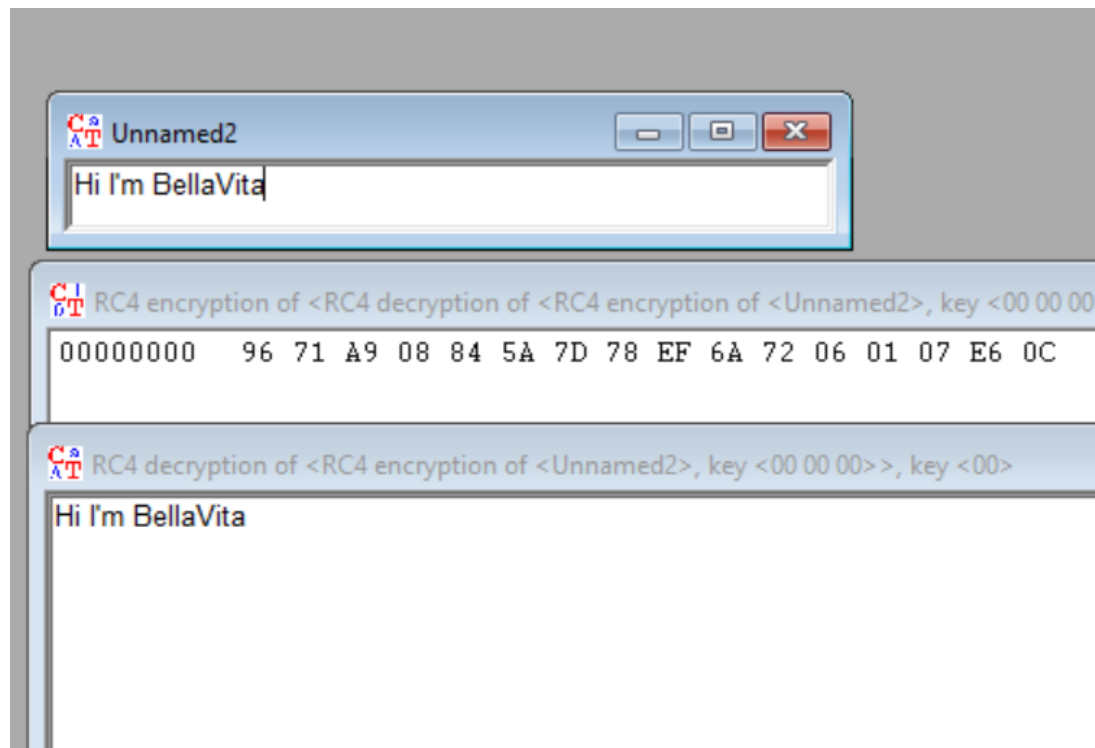 Unnamed2
Hi I'm BellaVita
RC4 encryption of <RC4 decryption of <RC4 encryption of <Unnamed2>, key <00 00 00
00000000 96 71 A9 08 84 5A 7D 78 EF 6A 72 06 01 07 E6 0C
RC4 decryption of <RC4 encryption of <Unnamed2>, key <00 00 00>>, key <00>
Hi I'm BellaVita